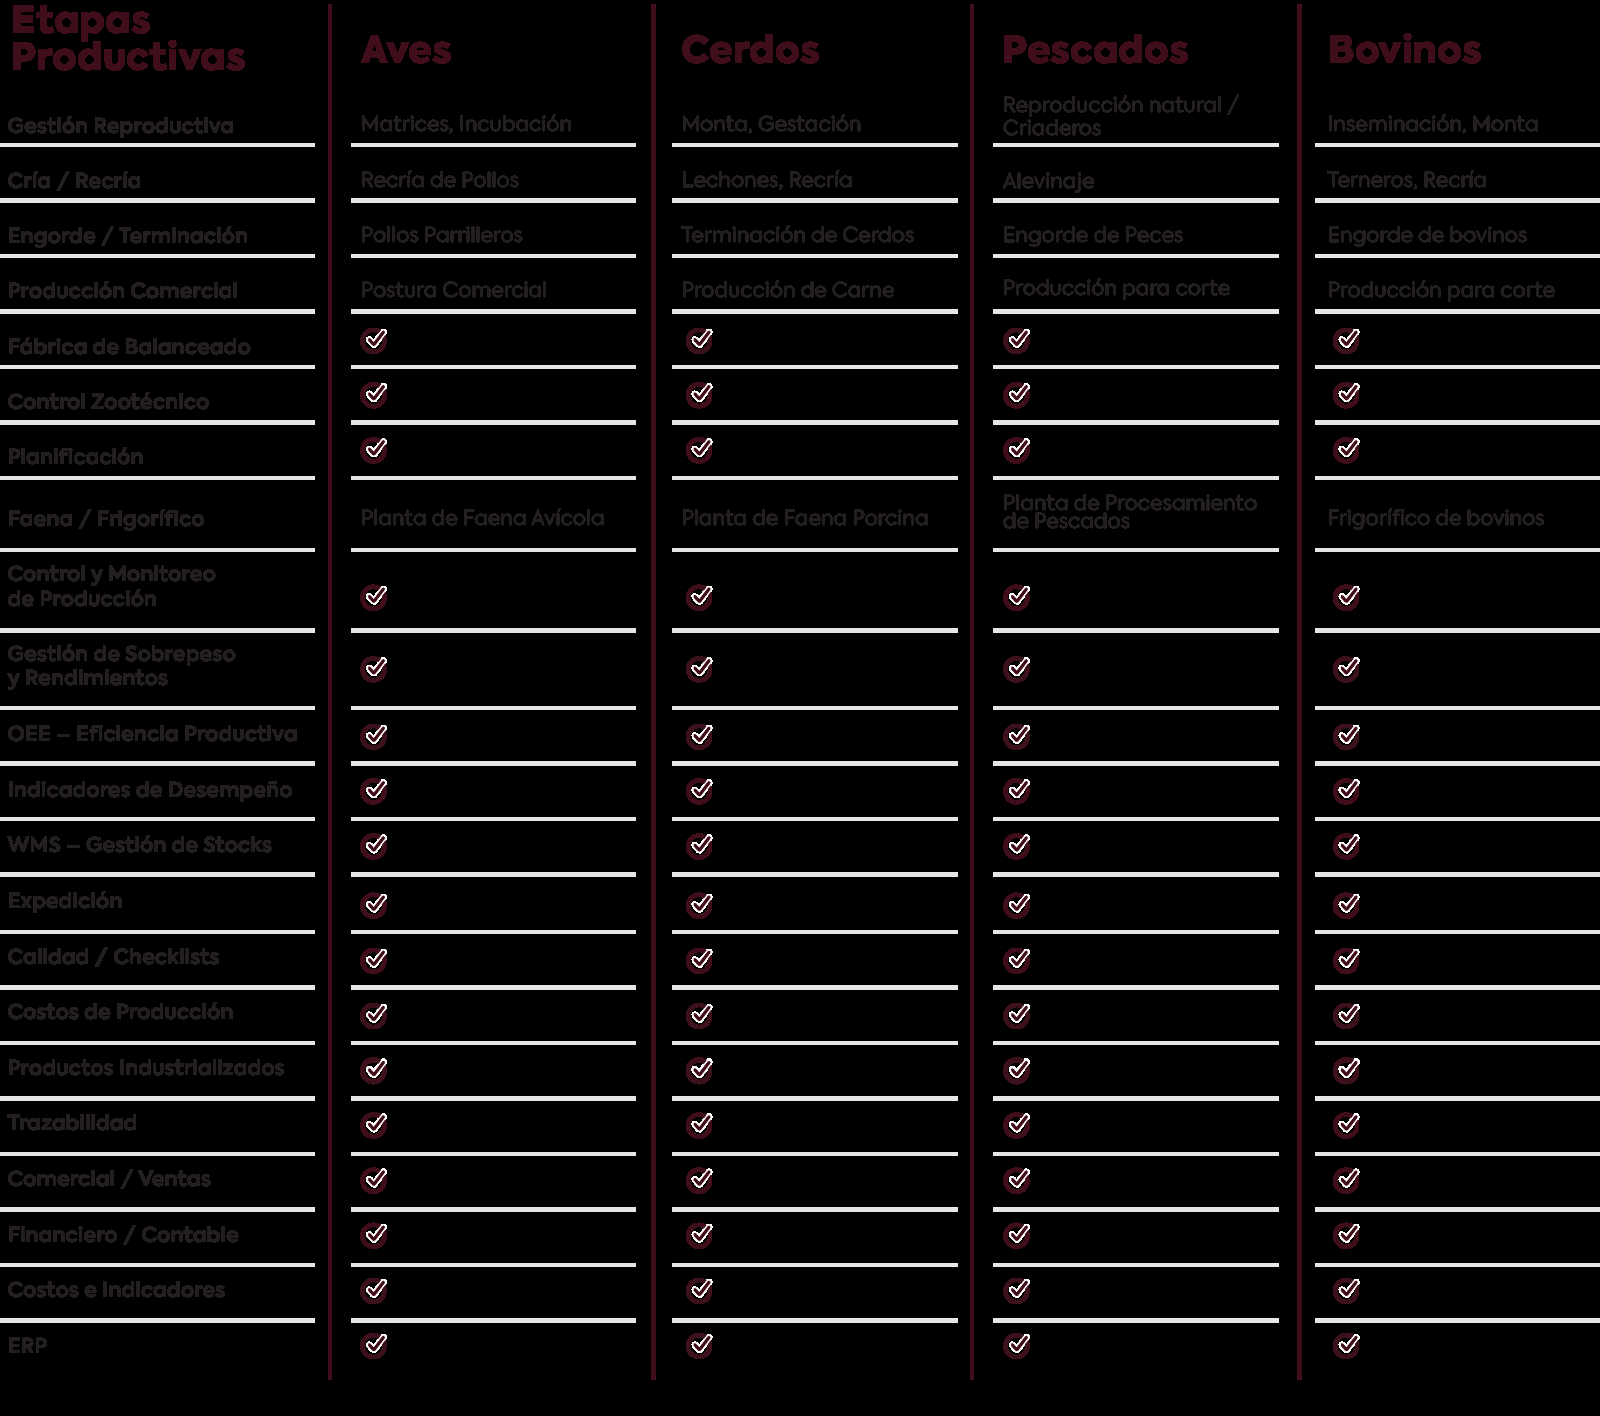 Etapas
Productivas
Aves
Cerdos
Pescados
Bovinos
Gestión Reproductiva
Matrices, Incubación
Monta, Gestación
Reproducción natural /
Criaderos
Inseminación, Monta
Cría / Recría
Recría de Pollos
Lechones, Recría
Alevinaje
Terneros, Recría
Engorde / Terminación
Pollos Parrilleros
Terminación de Cerdos
Engorde de Peces
Engorde de bovinos
Producción Comercial
Postura Comercial
Producción de Carne
Producción para corte
Producción para corte
Fábrica de Balanceado
Control Zootécnico
Planificación
Faena / Frigorífico
Planta de Faena Avícola
Planta de Faena Porcina
Planta de Procesamiento
de Pescados
Frigorífico de bovinos
Control y Monitoreo
de Producción
Gestión de Sobrepeso
y Rendimientos
OEE – Eficiencia Productiva
Indicadores de Desempeño
WMS – Gestión de Stocks
Expedición
Calidad / Checklists
Costos de Producción
Productos Industrializados
Trazabilidad
Comercial / Ventas
Financiero / Contable
Costos e Indicadores
ERP